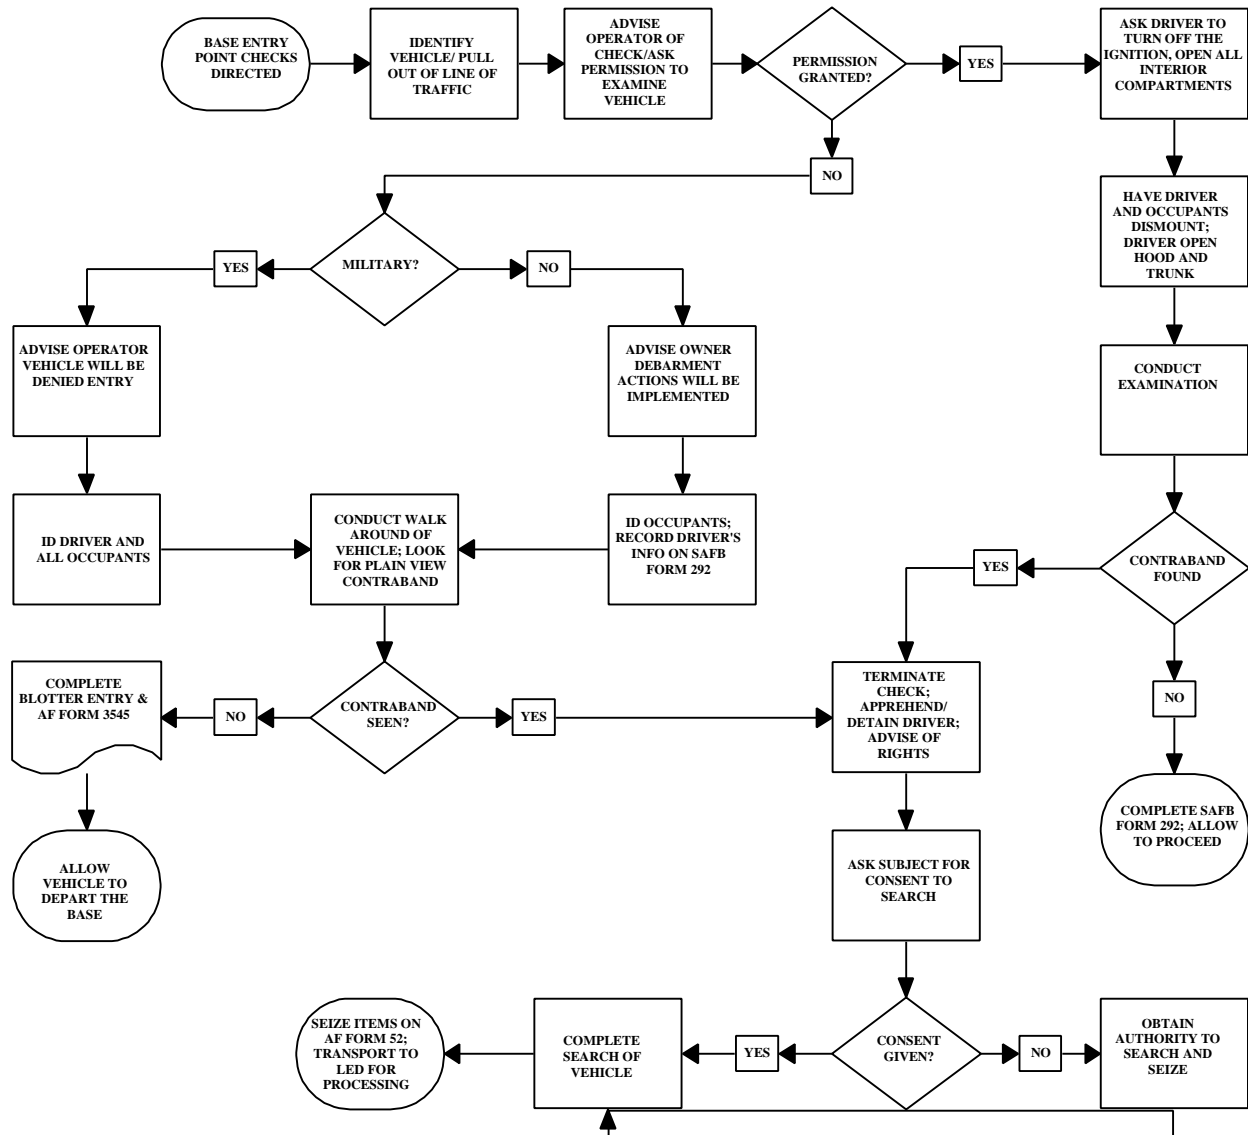 BASE ENTRY
POINT CHECKS
DIRECTED
IDENTIFY
VEHICLE/ PULL
OUT OF LINE OF
TRAFFIC
ADVISE
OPERATOR OF
CHECK/ASK
PERMISSION TO
EXAMINE
VEHICLE
PERMISSION
GRANTED?
YES
ASK DRIVER TO
TURN OFF THE
IGNITION, OPEN ALL
INTERIOR
COMPARTMENTS
NO
HAVE DRIVER
AND OCCUPANTS
DISMOUNT;
DRIVER OPEN
HOOD AND
TRUNK
YES
MILITARY?
NO
ADVISE OPERATOR
VEHICLE WILL BE
DENIED ENTRY
ADVISE OWNER
DEBARMENT
ACTIONS WILL BE
IMPLEMENTED
CONDUCT
EXAMINATION
ID DRIVER AND
ALL OCCUPANTS
CONDUCT WALK
AROUND OF
VEHICLE; LOOK
FOR PLAIN VIEW
CONTRABAND
ID OCCUPANTS;
RECORD DRIVER'S
INFO ON SAFB
FORM 292
YES
CONTRABAND
FOUND
COMPLETE
BLOTTER ENTRY &
AF FORM 3545
NO
CONTRABAND
SEEN?
YES
TERMINATE
CHECK;
APPREHEND/
DETAIN DRIVER;
ADVISE OF
RIGHTS
NO
COMPLETE SAFB
FORM 292; ALLOW
TO PROCEED
ALLOW
VEHICLE TO
DEPART THE
BASE
ASK SUBJECT FOR
CONSENT TO
SEARCH
SEIZE ITEMS ON
AF FORM 52;
TRANSPORT TO
LED FOR
PROCESSING
COMPLETE
SEARCH OF
VEHICLE
YES
CONSENT
GIVEN?
NO
OBTAIN
AUTHORITY TO
SEARCH AND
SEIZE